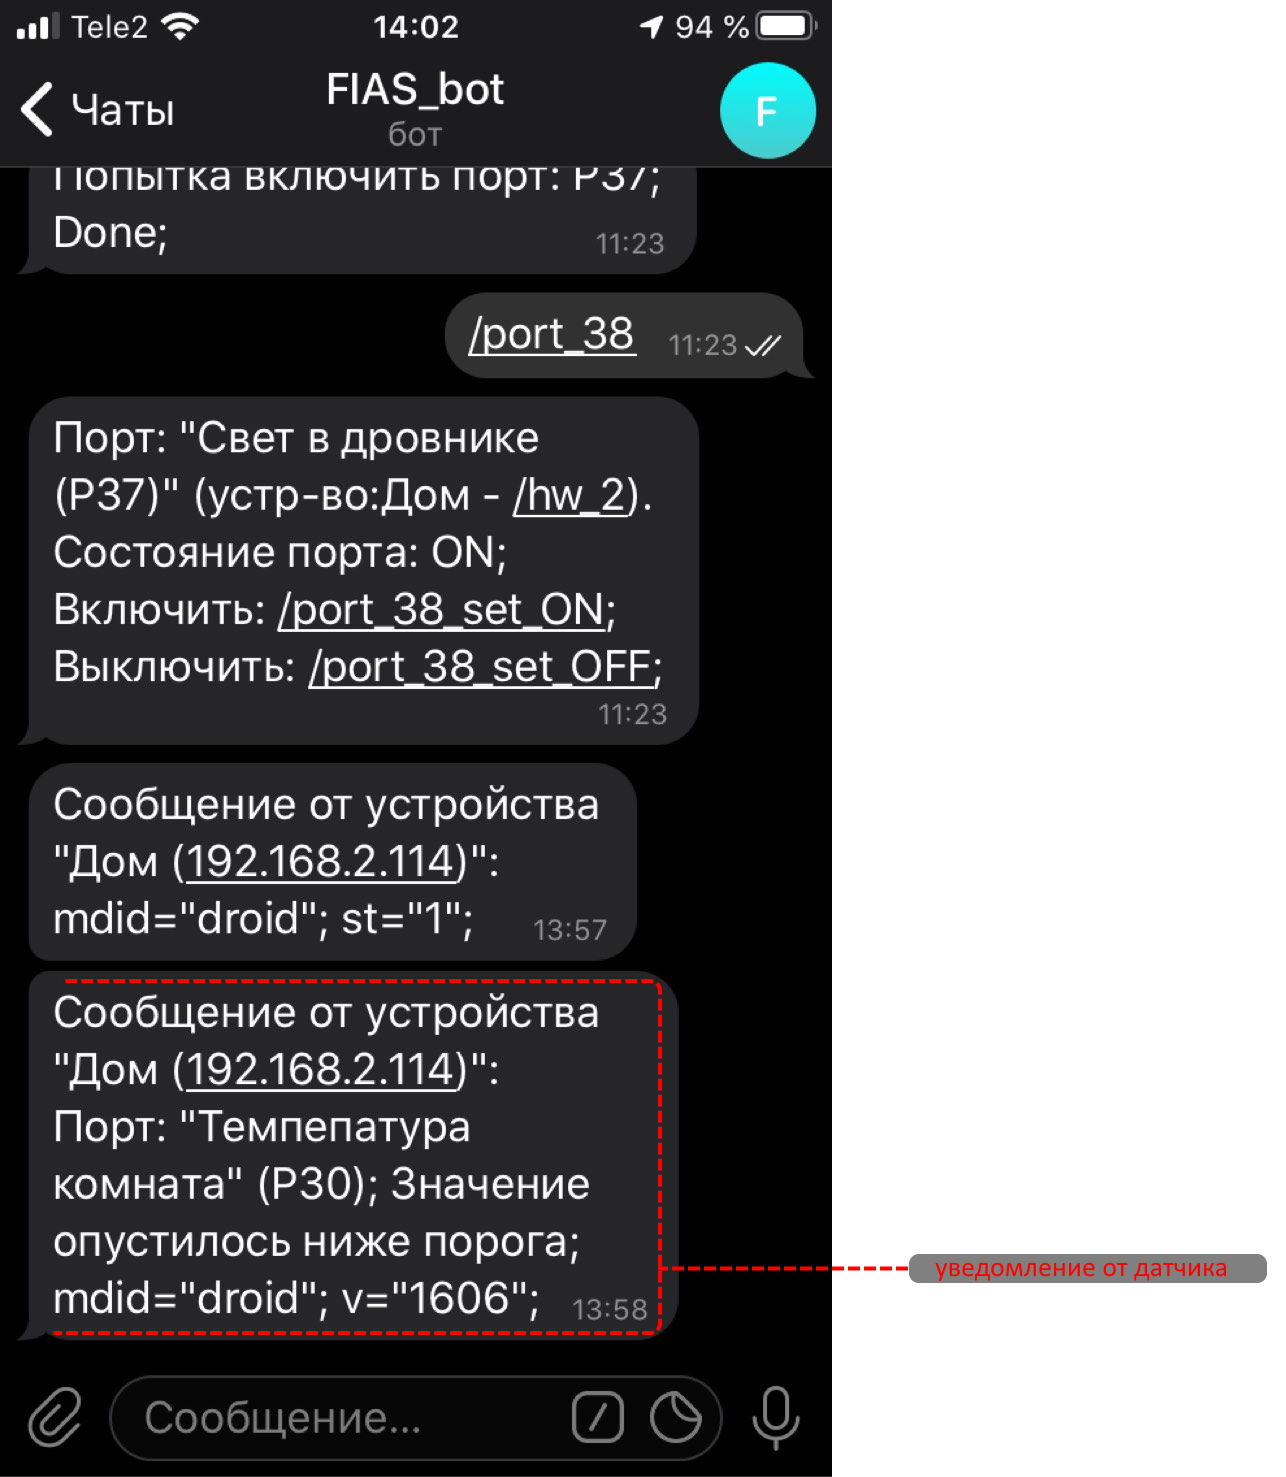 Tele2 14:02 94 %
Чаты FIAS_bot F
бот
Попытка включить порт: P37;
Done; 11:23
/port_38 11:23
Порт: "Свет в дровнике
(P37)" (устр-во:Дом - /hw_2).
Состояние порта: ON;
Включить: /port_38_set_ON;
Выключить: /port_38_set_OFF;
11:23
Сообщение от устройства
"Дом (192.168.2.114)":
mdid="droid"; st="1"; 13:57
Сообщение от устройства
"Дом (192.168.2.114)":
Порт: "Темпепатура
комната" (P30); Значение
опустилось ниже порога;
mdid="droid"; v="1606"; 13:58
уведомление от датчика
Сообщение...